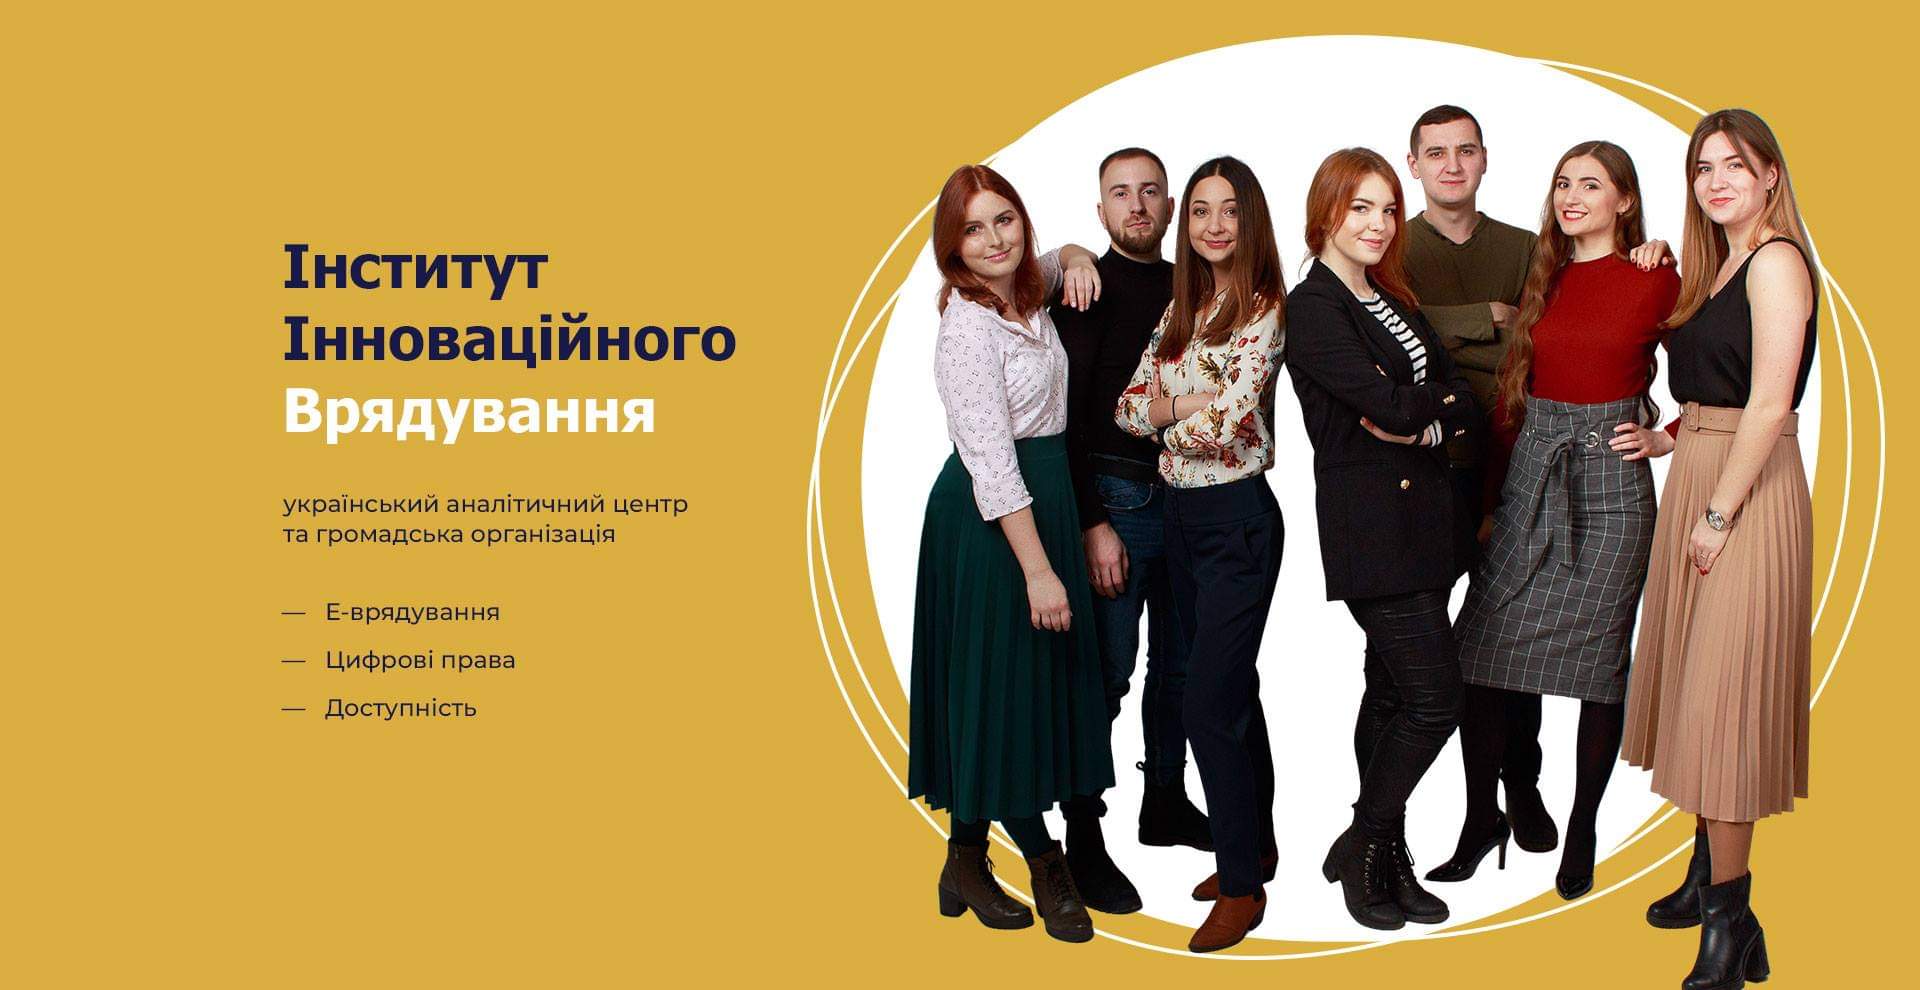 Інститут
Інноваційного
Врядування
український аналітичний центр
та громадська організація
— Е-врядування
— Цифрові права
— Доступність